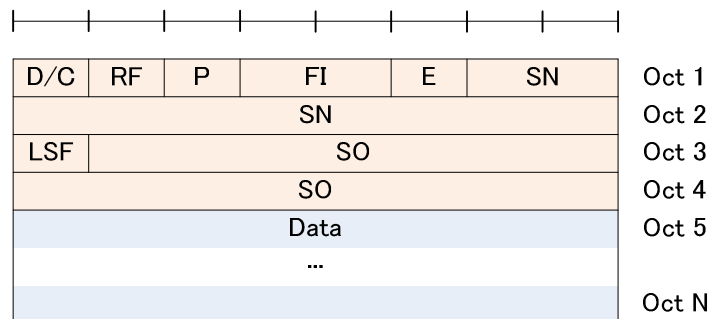 D/C RF P FI E SN Oct 1
SN Oct 2
LSF SO Oct 3
SO Oct 4
Data Oct 5
...
Oct N